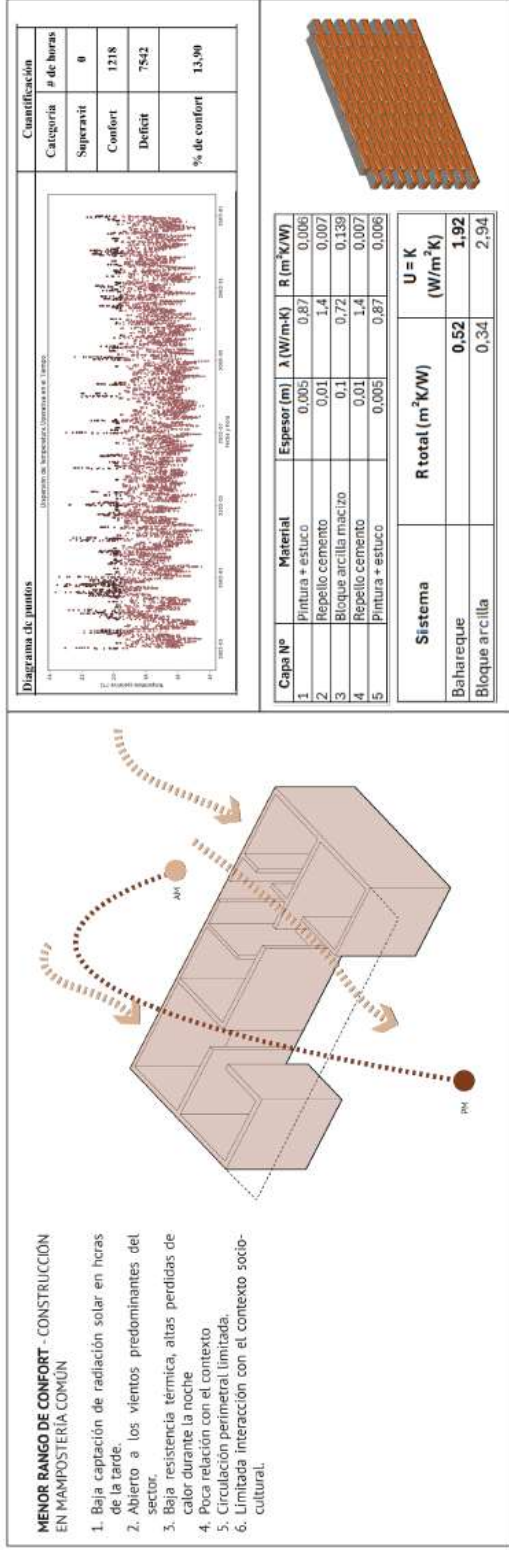 MENOR RANGO DE CONFORT - CONSTRUCCIÓN
EN MAMPOSTERÍA COMÚN
1. Baja captación de radiación solar en horas
de la tarde.
2. Abierto a los vientos predominantes del
sector.
3. Baja resistencia térmica, altas perdidas de
calor durante la noche
4. Poca relación con el contexto
5. Circulación perimetral limitada.
6. Limitada interacción con el contexto socio-
cultural.
AM
PM
Diagrama de puntos
Cuantificación
Dispersión de Temperatura Operativa en el Tiempo
Categoría # de horas
Superavit 0
Confort 1218
Deficit 7542
% de confort 13,90
Capa Nº Material Espesor (m) λ (W/m-K) R (m²K/W)
1 Pintura + estuco 0,005 0,87 0,006
2 Repello cemento 0,01 1,4 0,007
3 Bloque arcilla macizo 0,1 0,72 0,139
4 Repello cemento 0,01 1,4 0,007
5 Pintura + estuco 0,005 0,87 0,006
Sistema R total (m²K/W) U = K (W/m²K)
Bahareque 0,52 1,92
Bloque arcilla 0,34 2,94